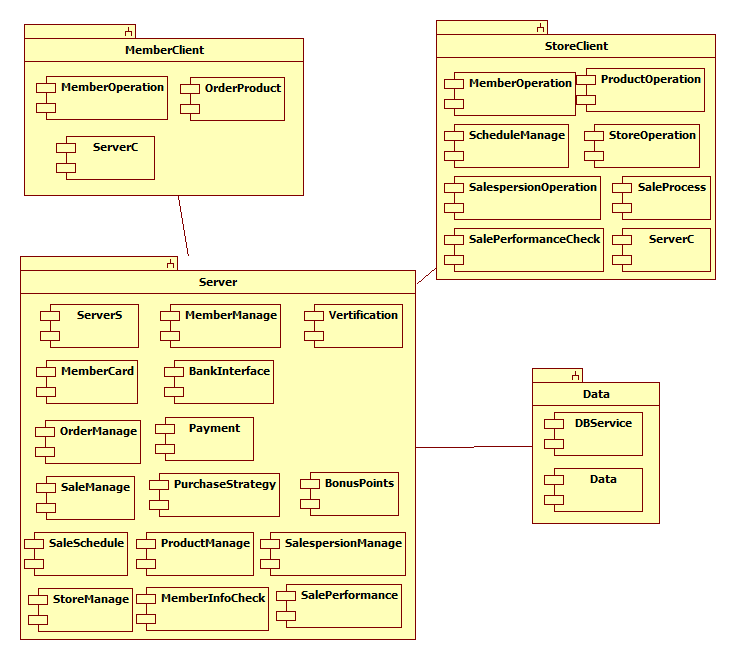 MemberClient
MemberOperation
OrderProduct
ServerC
StoreClient
MemberOperation
ProductOperation
ScheduleManage
StoreOperation
SalespersionOperation
SaleProcess
SalePerformanceCheck
ServerC
Server
ServerS
MemberManage
Vertification
MemberCard
BankInterface
OrderManage
Payment
SaleManage
PurchaseStrategy
BonusPoints
SaleSchedule
ProductManage
SalespersionManage
StoreManage
MemberInfoCheck
SalePerformance
Data
DBService
Data